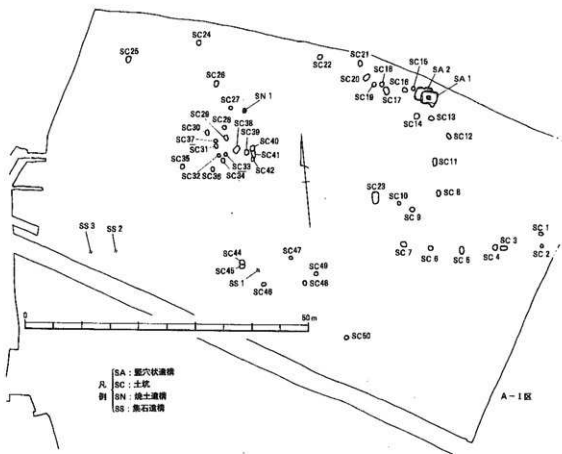 SC24
SC25
SC22
SC21
SC20
SC18
SC15
SA 2
SC16
SA 1
SC19
SC17
SC26
SC27
SN 1
SC14
SC13
SC28
SC29
SC38
SC12
SC30
SC39
SC40
SC37
SC41
SC31
SC11
SC35
SC33
SC42
SC32
SC36
SC34
SC23
SC10
SC 8
SC 9
SS 3
SS 2
SC 1
SC47
SC44
SC 7
SC 6
SC 5
SC 4
SC 3
SC 2
SC45
SC49
SS 1
SC46
SC48
0
50m
SC50
凡例
SA:竪穴状遺構
SC:土坑
SN:焼土遺構
SS:集石遺構
A-I区